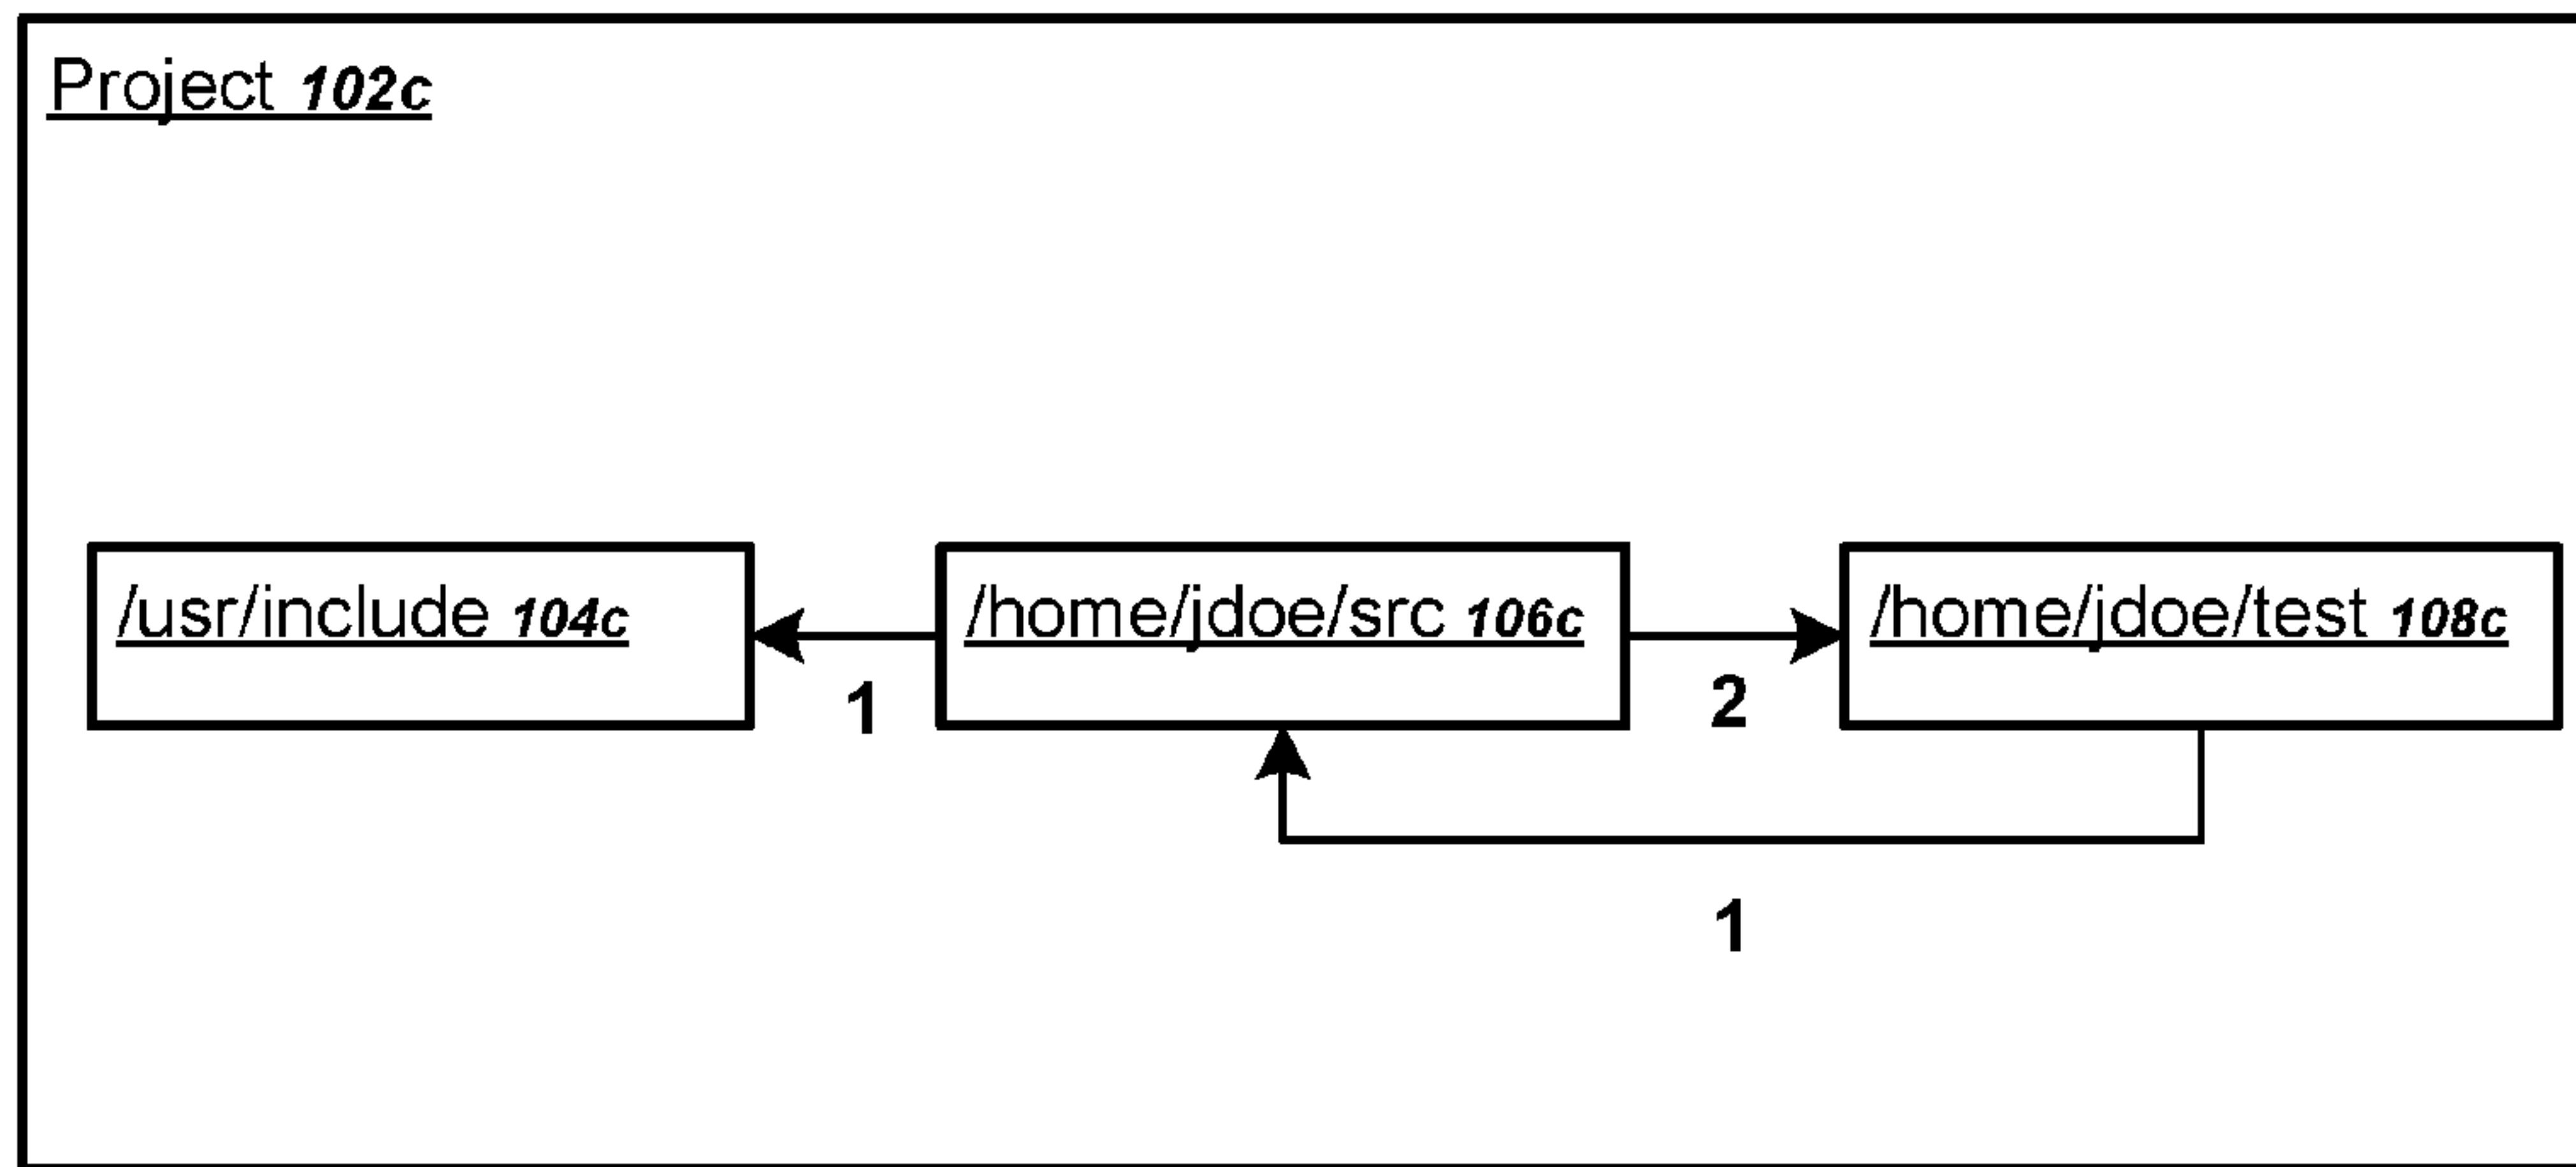 Project 102c
/usr/include 104c
/home/jdoe/src 106c
/home/jdoe/test 108c
1
2
1